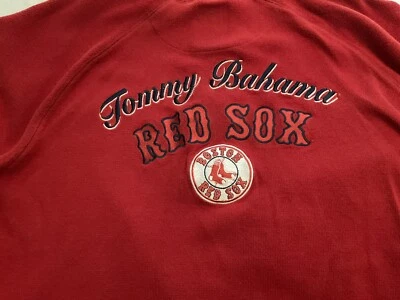 Tommy Bahama
RED SOX
BOSTON
RED SOX